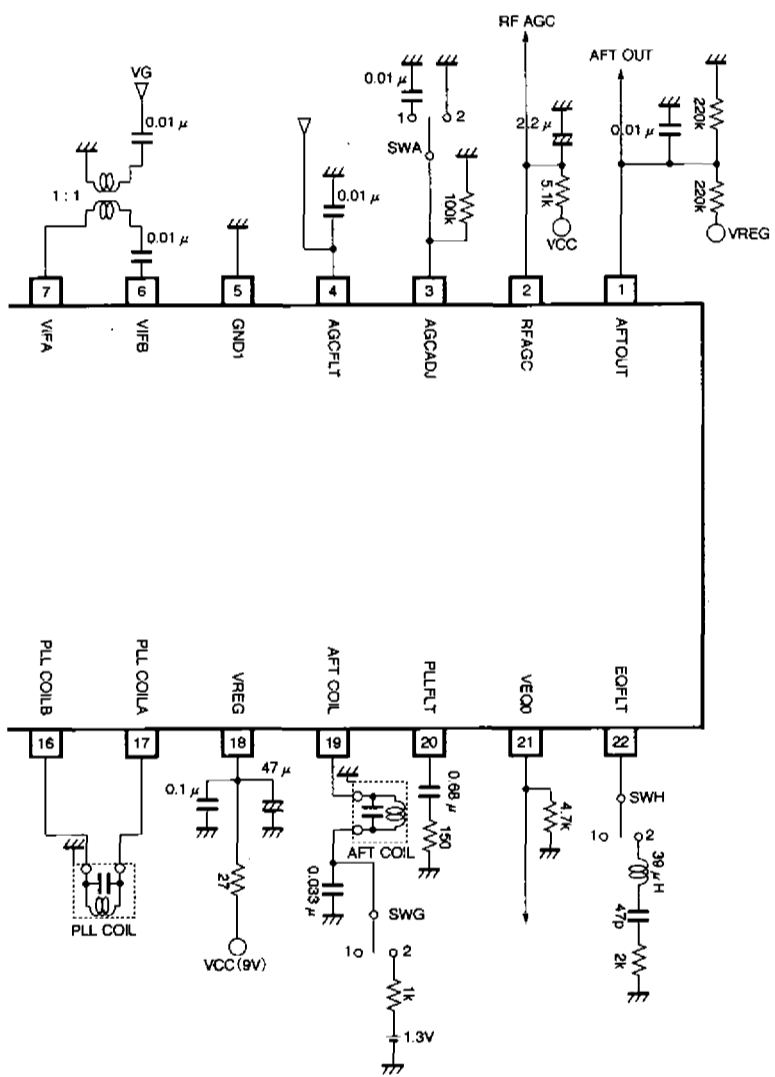 RF AGC
AFT OUT
VG
0.01 μ
0.01 μ
1
2
SWA
2.2 μ
0.01 μ
220k
1 : 1
0.01 μ
0.01 μ
100k
5.1k
VCC
220k
VREG
7
6
5
4
3
2
1
VIFA
VIFB
GND1
AGCFLT
AGCADJ
RFAGC
AFTOUT
PLL COILB
PLL COILA
VREG
AFT COIL
PLLFLT
VEQ0
EQFLT
16
17
18
19
20
21
22
0.1 μ
47 μ
0.68 μ
4.7k
SWH
1
2
150
AFT COIL
39 μH
27
0.033 μ
47p
PLL COIL
SWG
2k
VCC (9V)
1
2
1k
1.3V